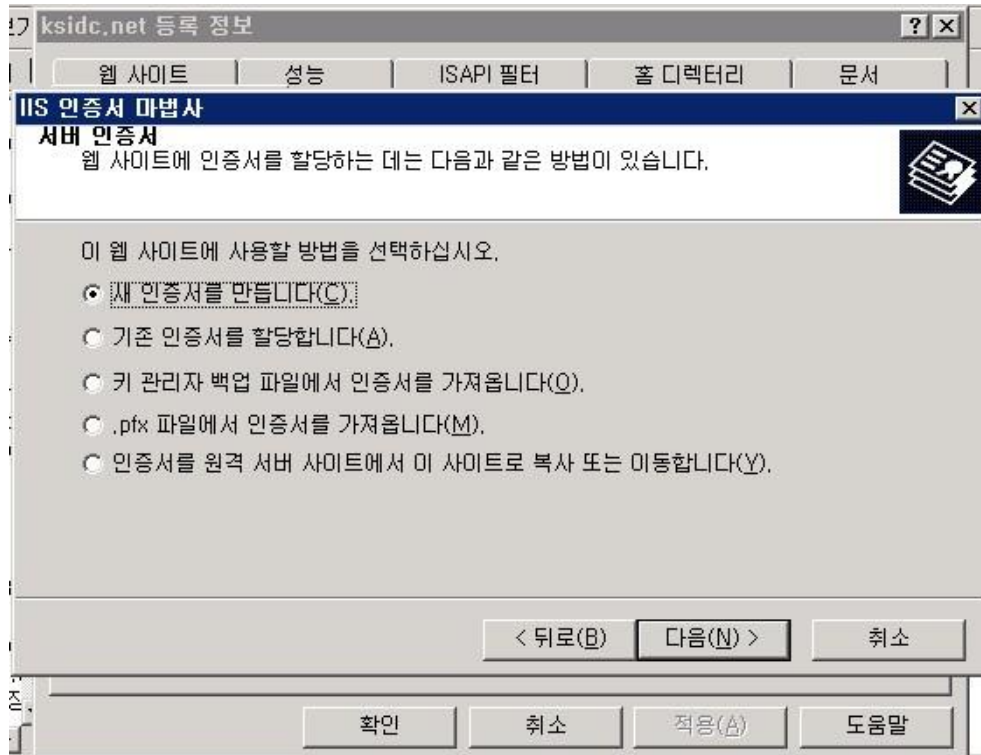 ksidc.net 등록 정보
웹 사이트 성능 ISAPI 필터 홈 디렉터리 문서
IIS 인증서 마법사
서버 인증서
웹 사이트에 인증서를 할당하는 데는 다음과 같은 방법이 있습니다.
이 웹 사이트에 사용할 방법을 선택하십시오.
새 인증서를 만듭니다(C).
기존 인증서를 할당합니다(A).
키 관리자 백업 파일에서 인증서를 가져옵니다(O).
.pfx 파일에서 인증서를 가져옵니다(M).
인증서를 원격 서버 사이트에서 이 사이트로 복사 또는 이동합니다(Y).
< 뒤로(B) 다음(N) > 취소
확인 취소 적용(A) 도움말